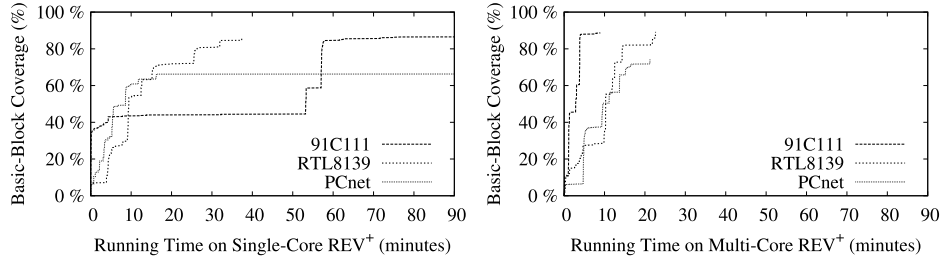 Basic-Block Coverage (%)
100 %
80 %
60 %
40 %
20 %
0 %
91C111
RTL8139
PCnet
0 10 20 30 40 50 60 70 80 90
Running Time on Single-Core REV+ (minutes)
Basic-Block Coverage (%)
100 %
80 %
60 %
40 %
20 %
0 %
91C111
RTL8139
PCnet
0 10 20 30 40 50 60 70 80 90
Running Time on Multi-Core REV+ (minutes)